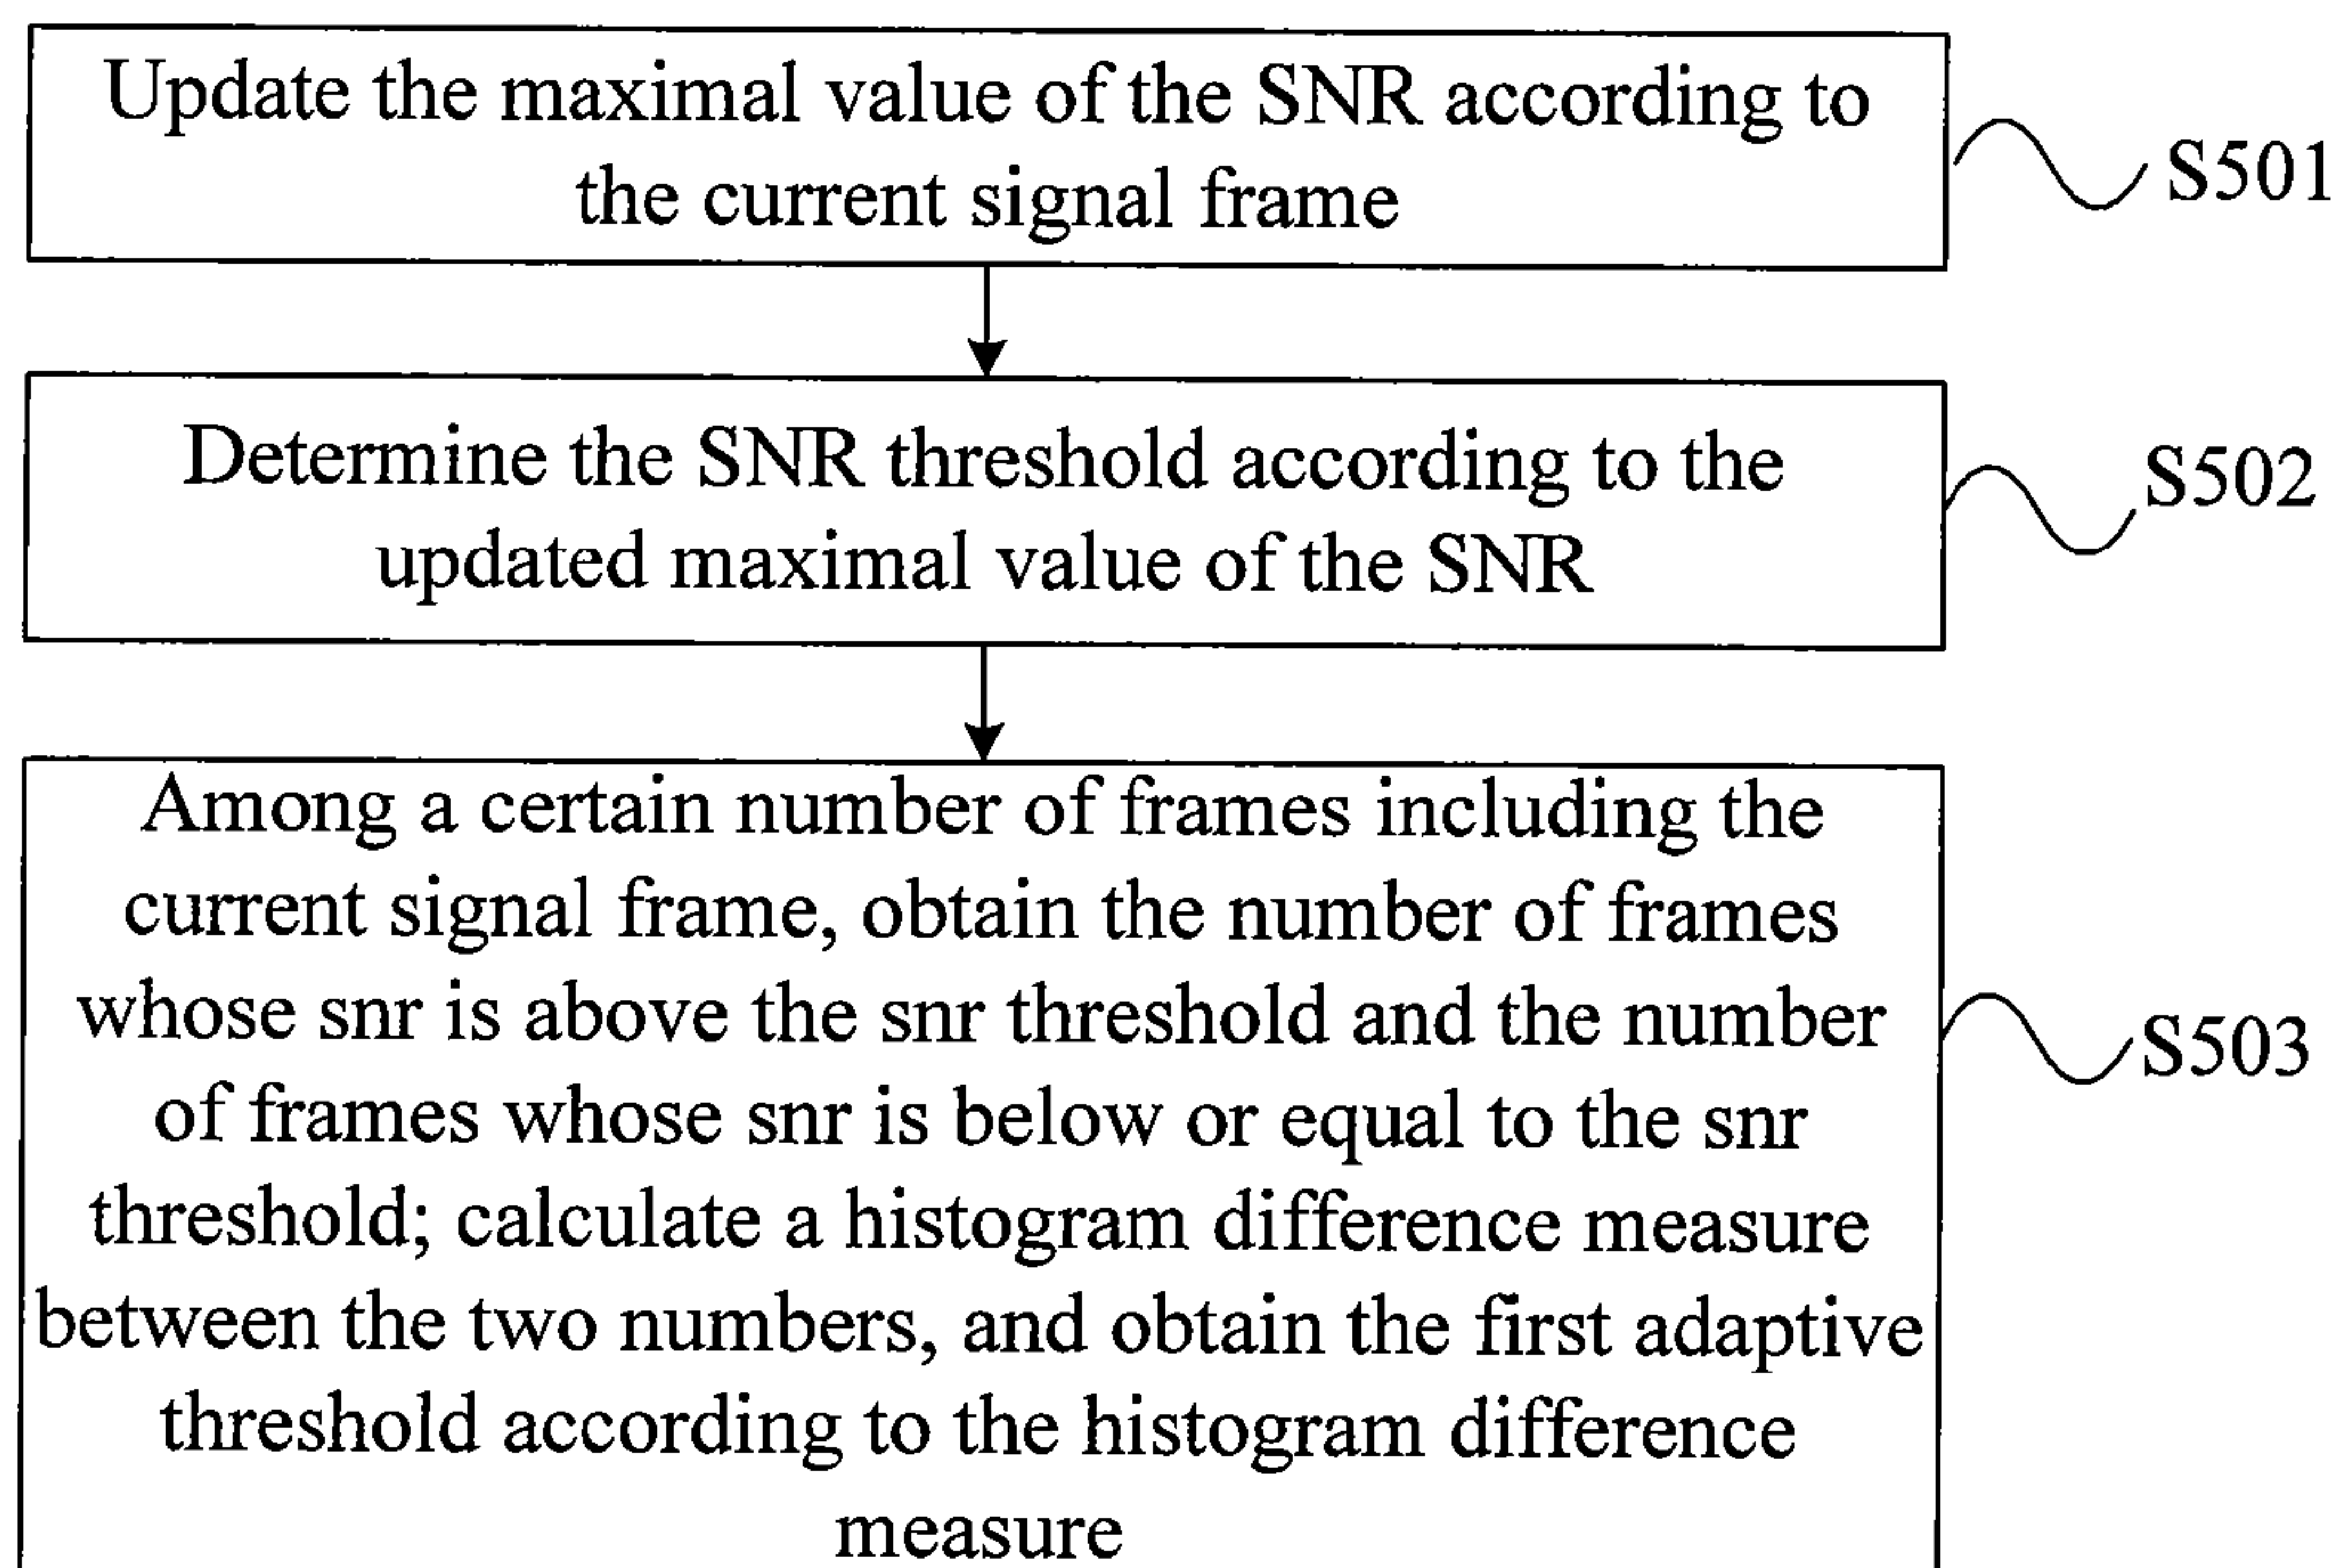 Update the maximal value of the SNR according to
the current signal frame
S501
Determine the SNR threshold according to the
updated maximal value of the SNR
S502
Among a certain number of frames including the
current signal frame, obtain the number of frames
whose snr is above the snr threshold and the number
of frames whose snr is below or equal to the snr
threshold; calculate a histogram difference measure
between the two numbers, and obtain the first adaptive
threshold according to the histogram difference
measure
S503